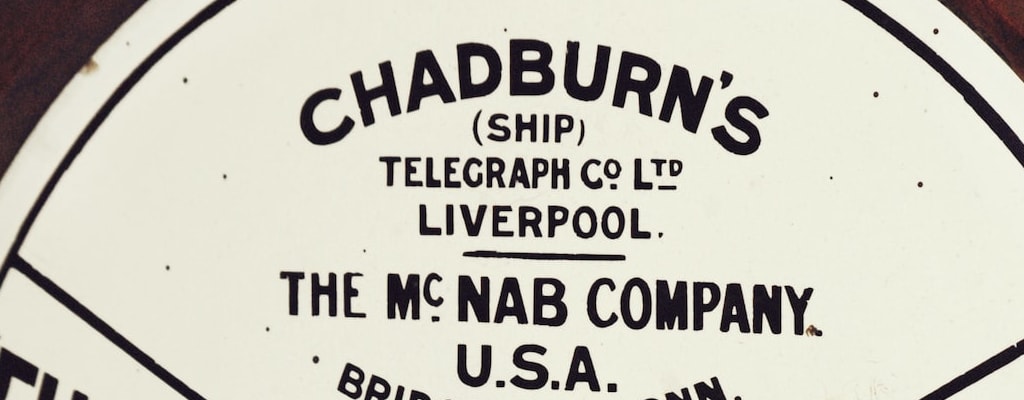 CHADBURN'S
(SHIP)
TELEGRAPH Cº LTD
LIVERPOOL.
THE Mc NAB COMPANY.
U.S.A.